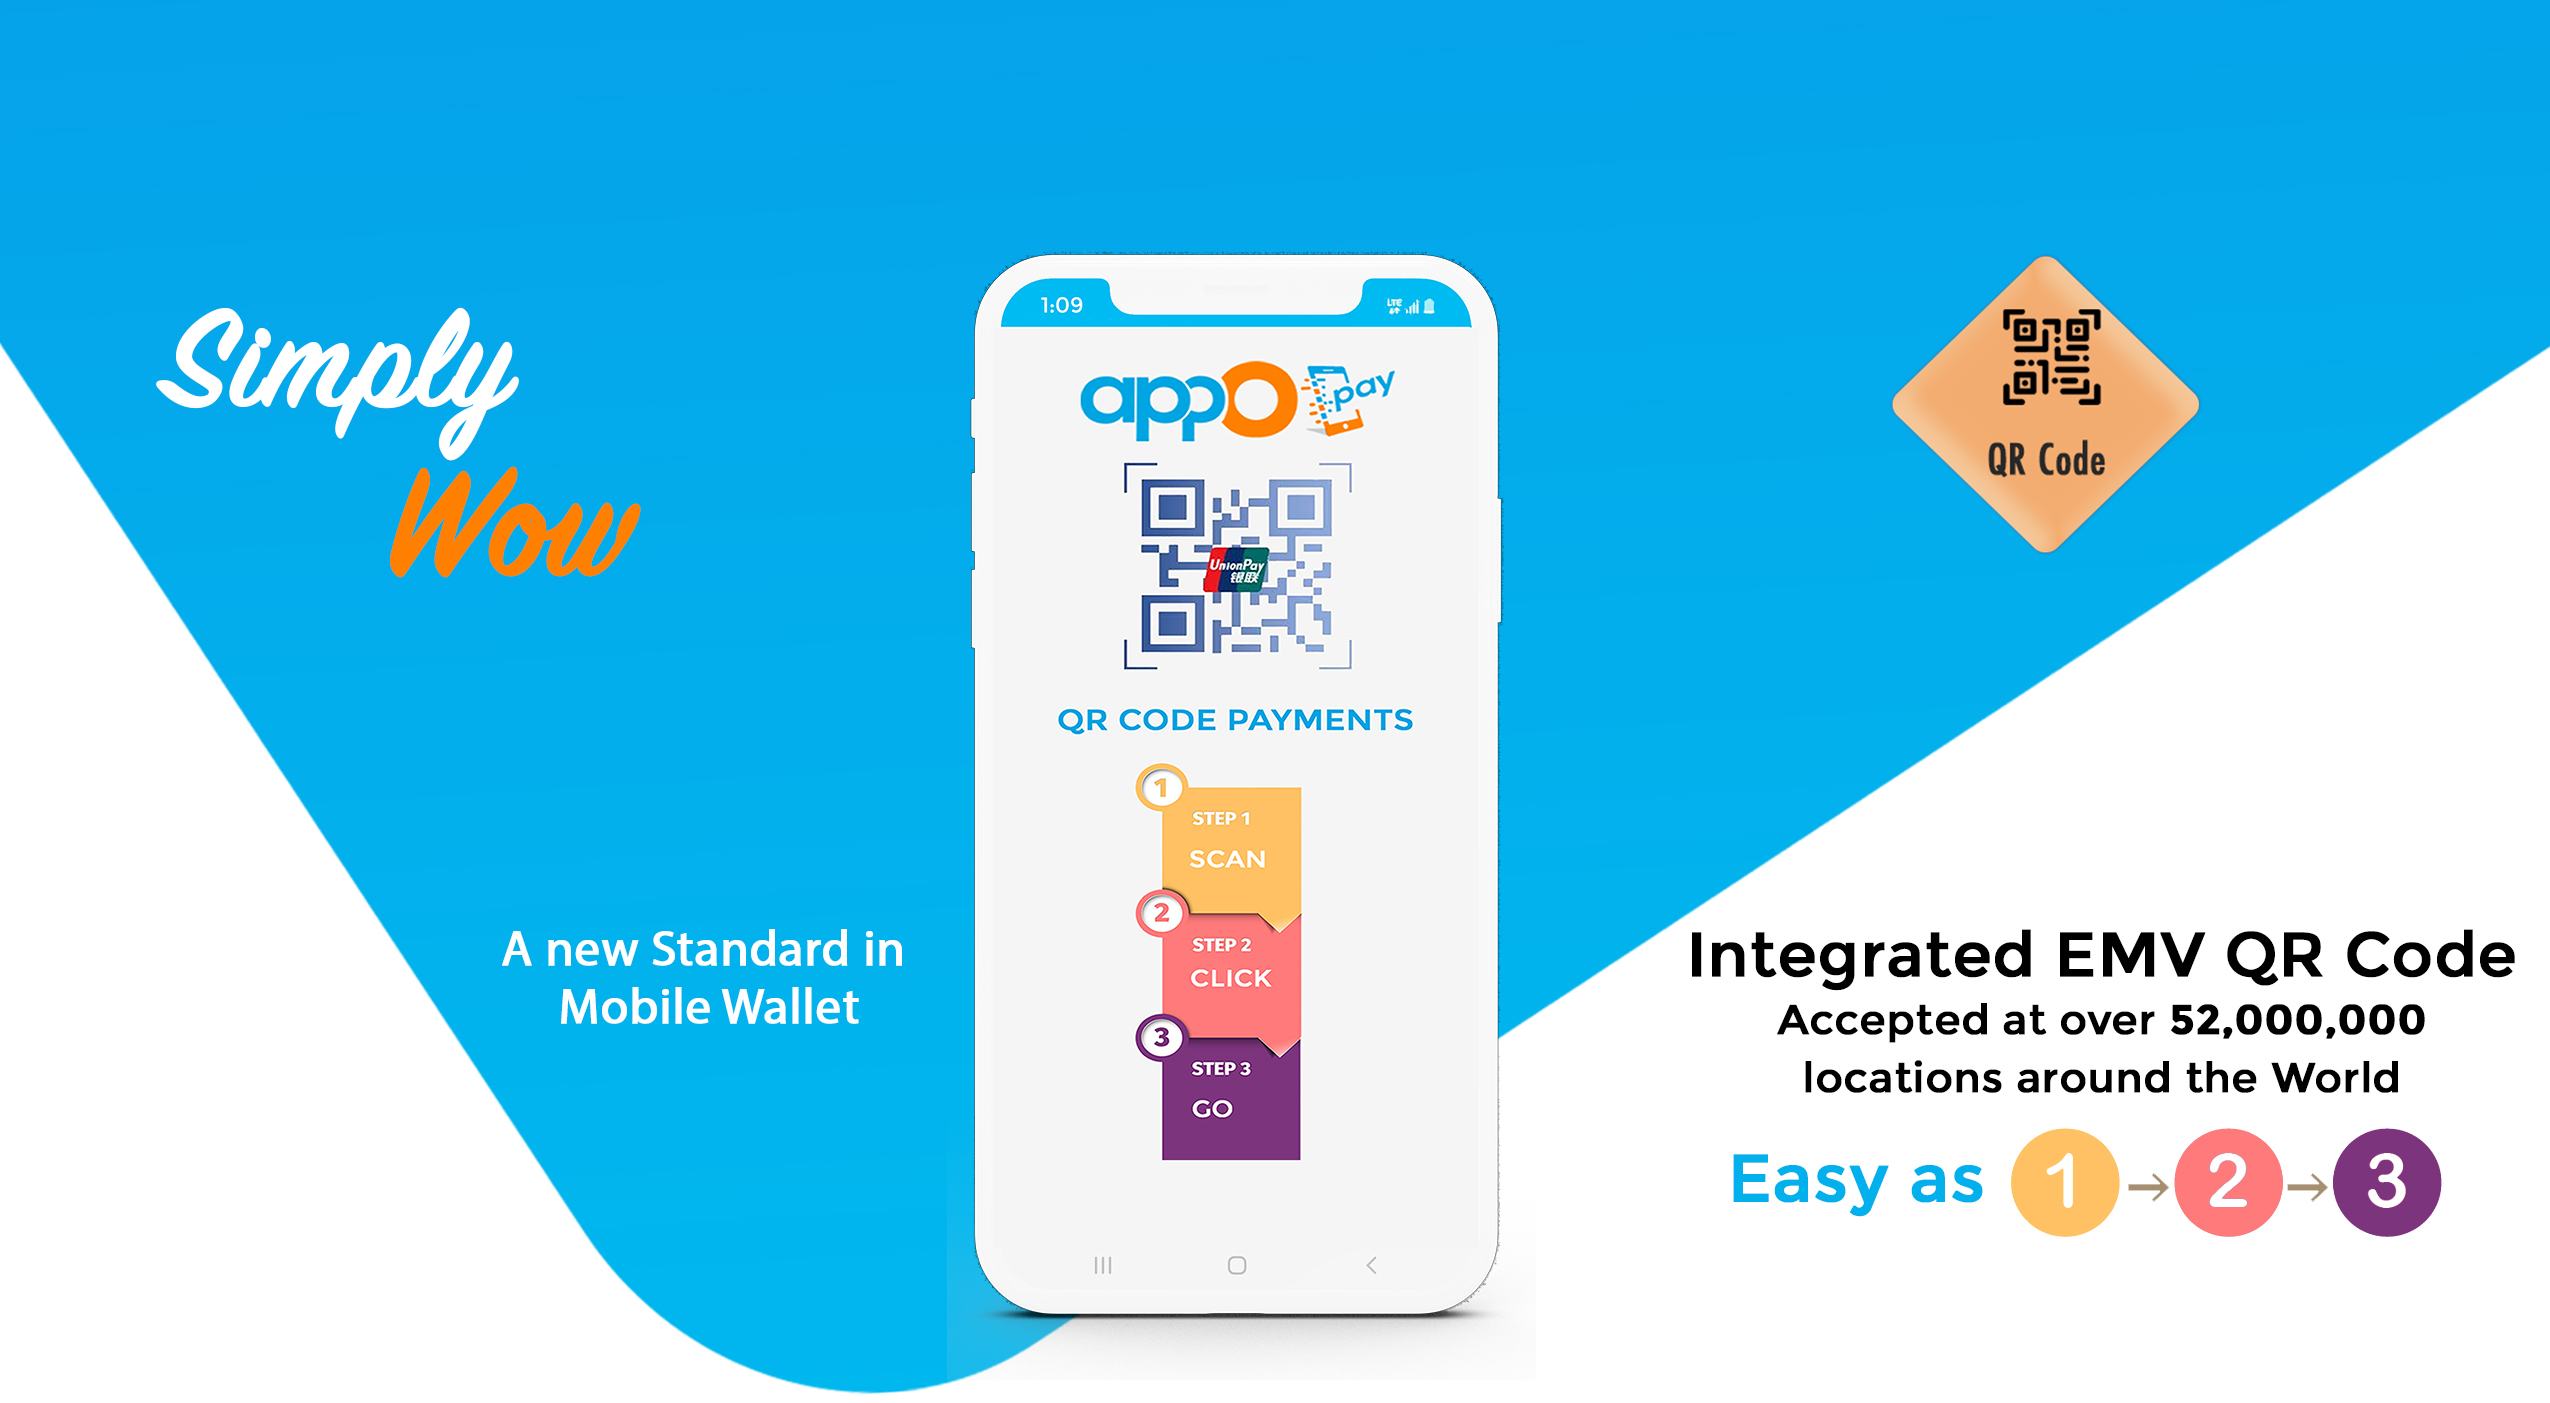 Simply
Wow
A new Standard in
Mobile Wallet
1:09
LTE
appO pay
UnionPay
银联
QR CODE PAYMENTS
1
STEP 1
SCAN
2
STEP 2
CLICK
3
STEP 3
GO
QR Code
Integrated EMV QR Code
Accepted at over 52,000,000
locations around the World
Easy as 1 → 2 → 3